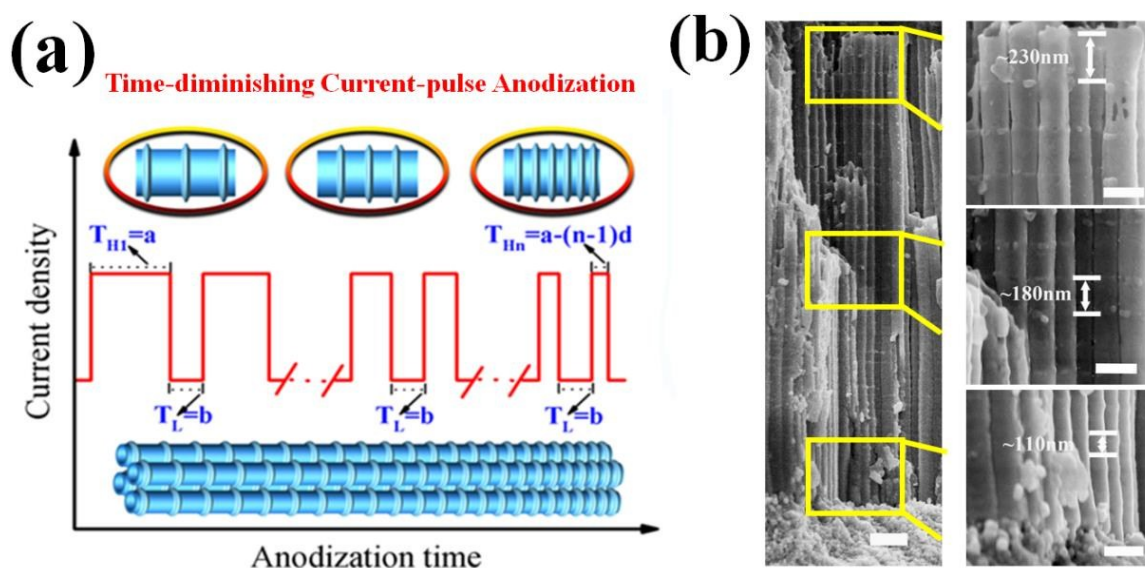 (a)
Time-diminishing Current-pulse Anodization
T_H1=a
T_Hn=a-(n-1)d
Current density
T_L=b
T_L=b
T_L=b
Anodization time
(b)
~230nm
~180nm
~110nm